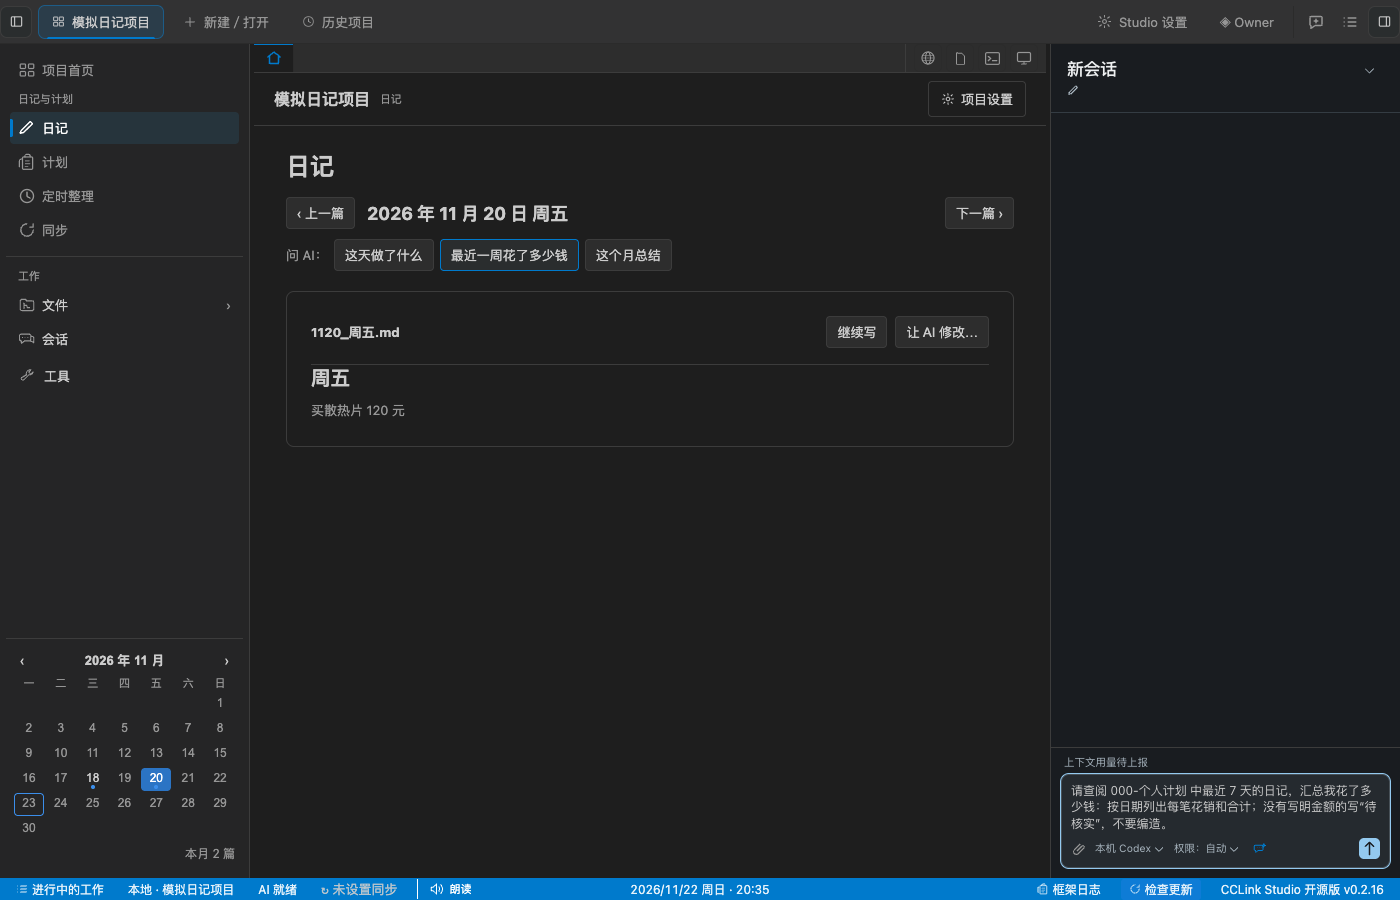 模拟日记项目
新建 / 打开
历史项目
Studio 设置
Owner
项目首页
日记与计划
日记
计划
定时整理
同步
工作
文件
会话
工具
‹ 2026 年 11 月 ›
一 二 三 四 五 六 日
1
2 3 4 5 6 7 8
9 10 11 12 13 14 15
16 17 18 19 20 21 22
23 24 25 26 27 28 29
30
本月 2 篇
模拟日记项目 日记
项目设置
日记
‹ 上一篇 2026 年 11 月 20 日 周五 下一篇 ›
问 AI: 这天做了什么 最近一周花了多少钱 这个月总结
1120_周五.md 继续写 让 AI 修改...
周五
买散热片 120 元
新会话
上下文用量待上报
请查阅 000-个人计划 中最近 7 天的日记，汇总我花了多
少钱：按日期列出每笔花销和合计；没有写明金额的写“待
核实”，不要编造。
本机 Codex 权限：自动
进行中的工作 本地 · 模拟日记项目 AI 就绪 未设置同步 朗读 2026/11/22 周日 · 20:35 框架日志 检查更新 CCLink Studio 开源版 v0.2.16